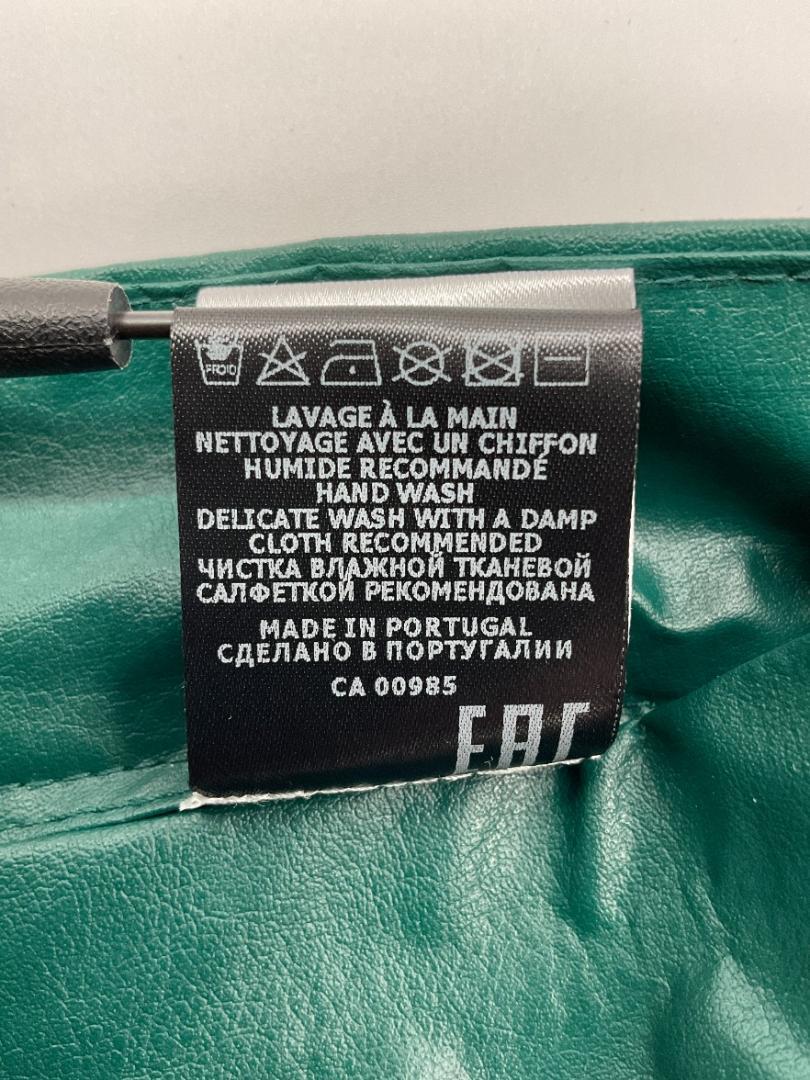 FROID
LAVAGE À LA MAIN
NETTOYAGE AVEC UN CHIFFON
HUMIDE RECOMMANDÉ
HAND WASH
DELICATE WASH WITH A DAMP
CLOTH RECOMMENDED
ЧИСТКА ВЛАЖНОЙ ТКАНЕВОЙ
САЛФЕТКОЙ РЕКОМЕНДОВАНА
MADE IN PORTUGAL
СДЕЛАНО В ПОРТУГАЛИИ
CA 00985
EAC